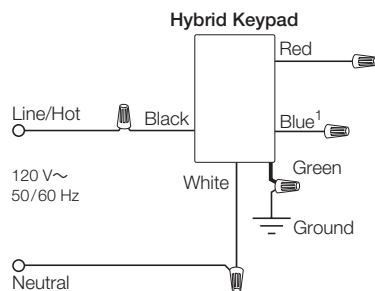 Hybrid Keypad
Red
Line/Hot
Black
Blue¹
120 V~
50/60 Hz
White
Green
Ground
Neutral